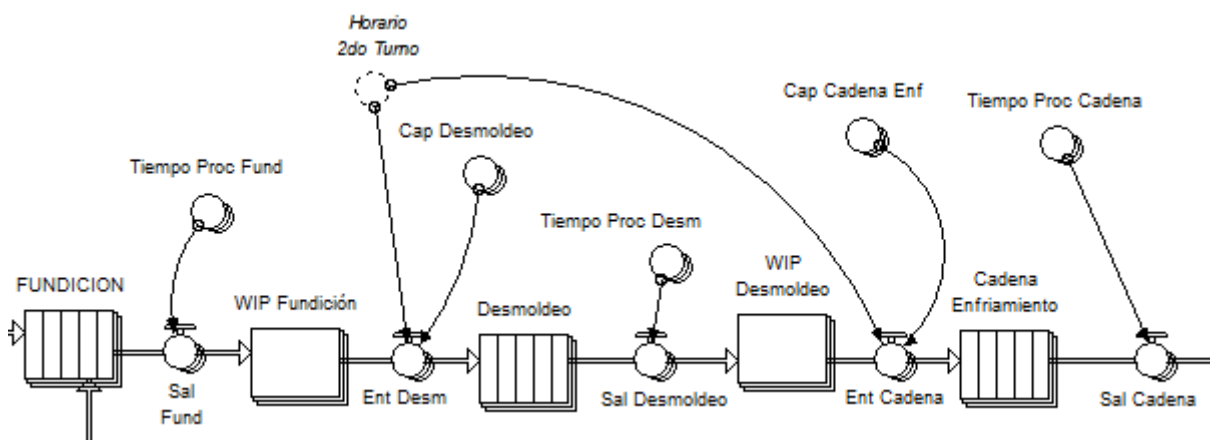 Horario
2do Turno
Cap Desmoldeo
Cap Cadena Enf
Tiempo Proc Cadena
Tiempo Proc Fund
Tiempo Proc Desm
FUNDICION
WIP Fundición
Desmoldeo
WIP
Desmoldeo
Cadena
Enfriamiento
Sal
Fund
Ent Desm
Sal Desmoldeo
Ent Cadena
Sal Cadena